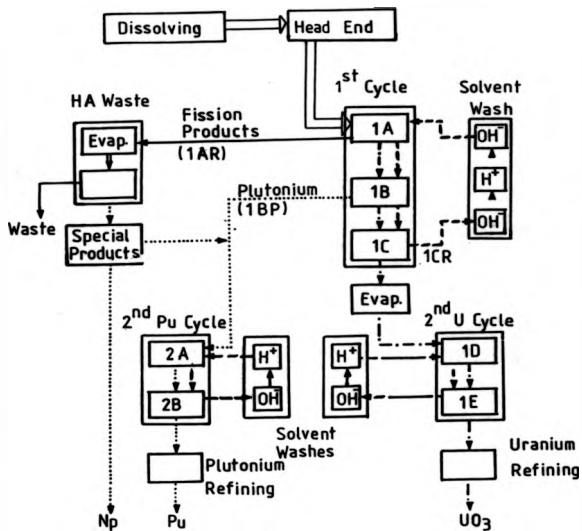 Dissolving
Head End
HA Waste
1st Cycle
Solvent
Wash
Fission
Products
(1AR)
Evap.
1A
OH⁻
H⁺
OH⁻
Plutonium
(1BP)
1B
1C
1CR
Waste
Special
Products
Evap.
2nd Pu Cycle
2nd U Cycle
2A
H⁺
H⁺
1D
2B
OH⁻
OH⁻
1E
Solvent
Washes
Plutonium
Refining
Uranium
Refining
Np
Pu
UO₃